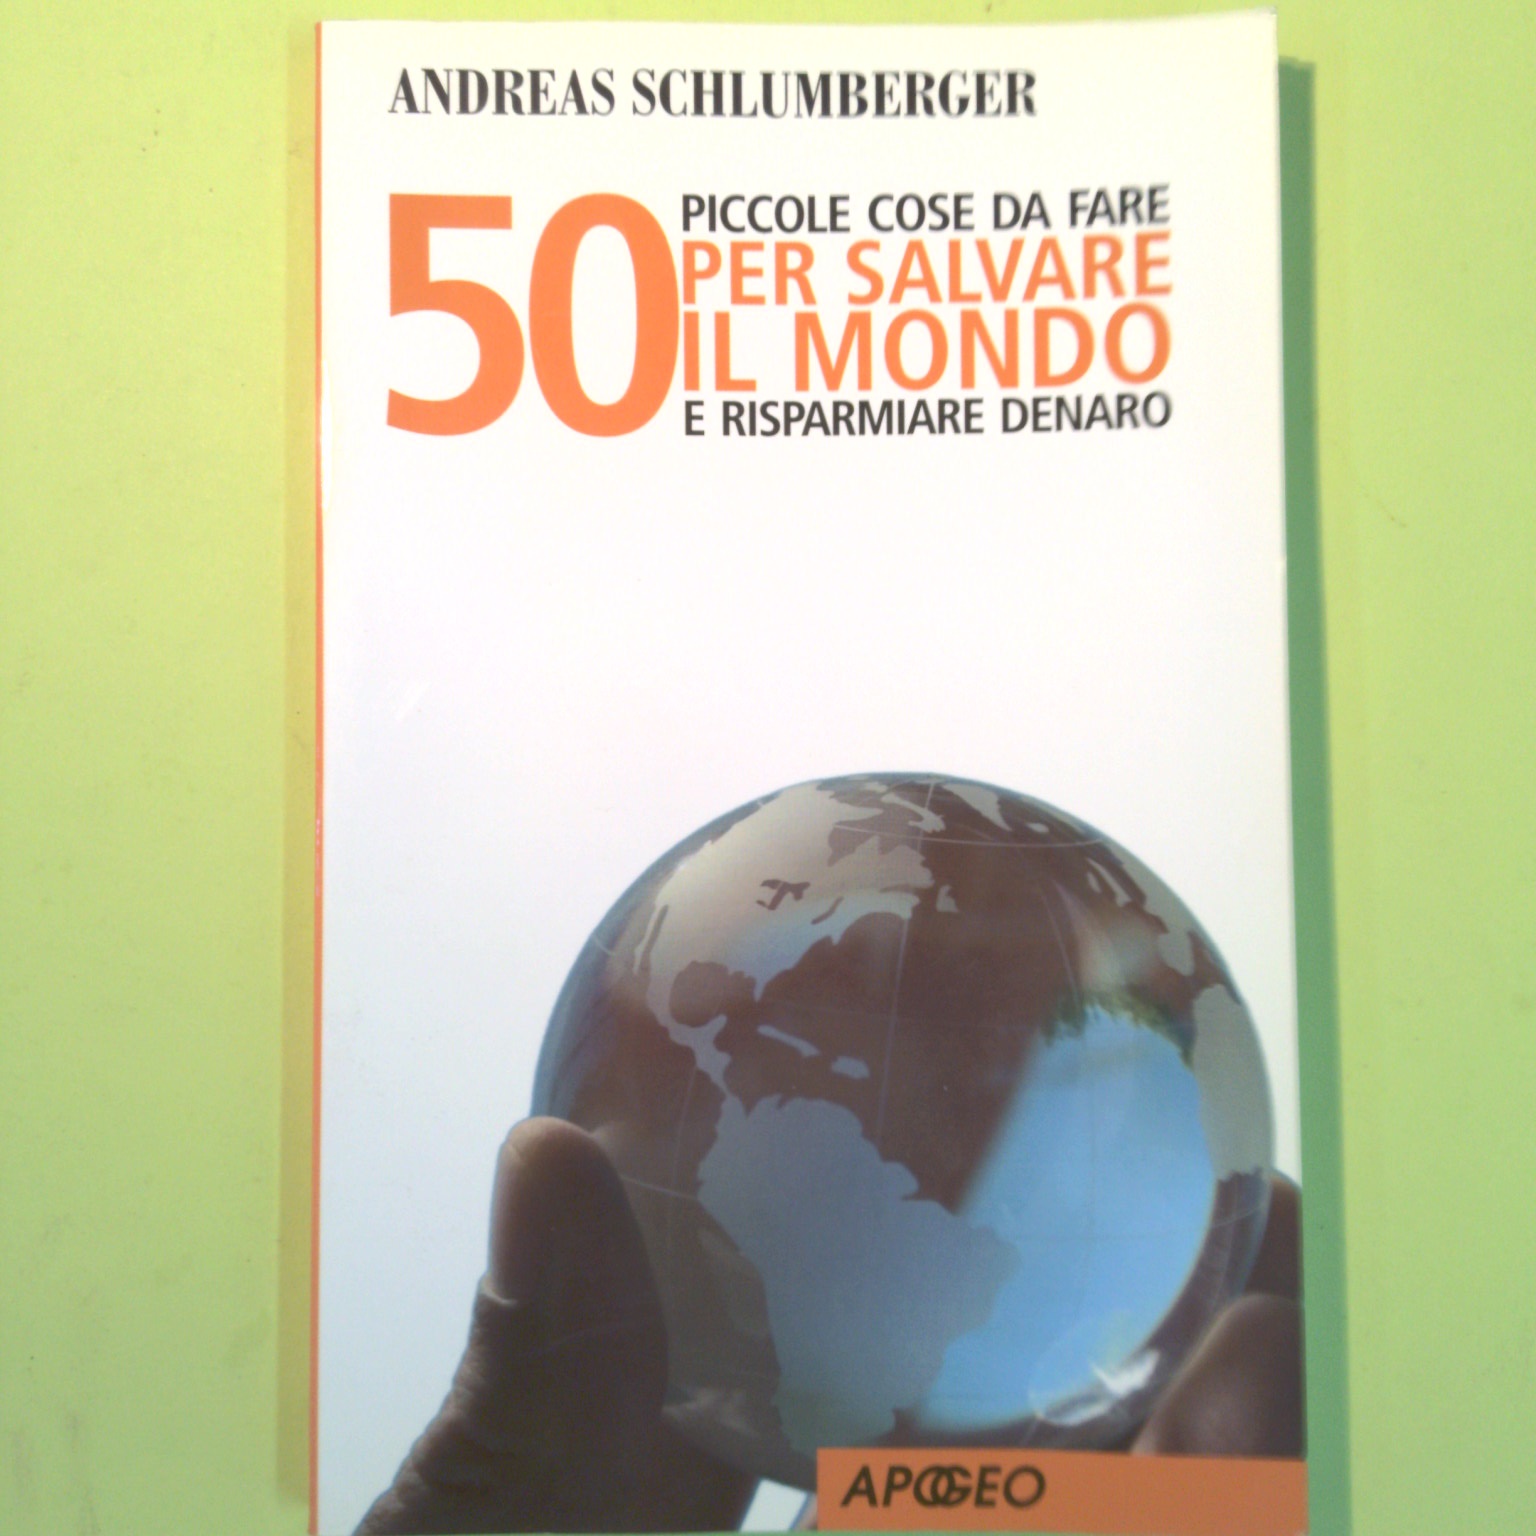 ANDREAS SCHLUMBERGER
50 PICCOLE COSE DA FARE
PER SALVARE
IL MONDO
E RISPARMIARE DENARO
APOGEO